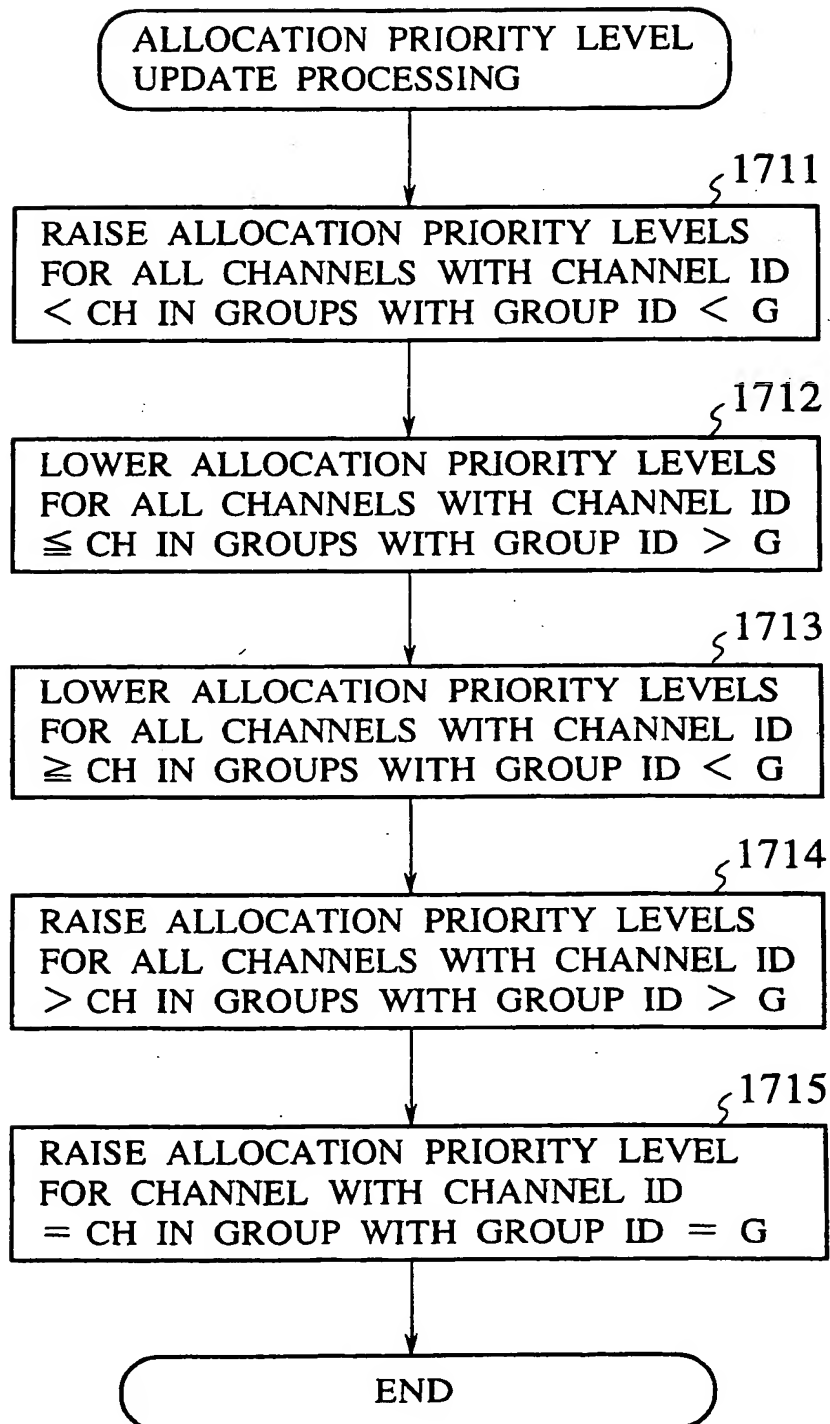 ALLOCATION PRIORITY LEVEL
UPDATE PROCESSING
1711
RAISE ALLOCATION PRIORITY LEVELS
FOR ALL CHANNELS WITH CHANNEL ID
< CH IN GROUPS WITH GROUP ID < G
1712
LOWER ALLOCATION PRIORITY LEVELS
FOR ALL CHANNELS WITH CHANNEL ID
≦ CH IN GROUPS WITH GROUP ID > G
1713
LOWER ALLOCATION PRIORITY LEVELS
FOR ALL CHANNELS WITH CHANNEL ID
≧ CH IN GROUPS WITH GROUP ID < G
1714
RAISE ALLOCATION PRIORITY LEVELS
FOR ALL CHANNELS WITH CHANNEL ID
> CH IN GROUPS WITH GROUP ID > G
1715
RAISE ALLOCATION PRIORITY LEVEL
FOR CHANNEL WITH CHANNEL ID
= CH IN GROUP WITH GROUP ID = G
END